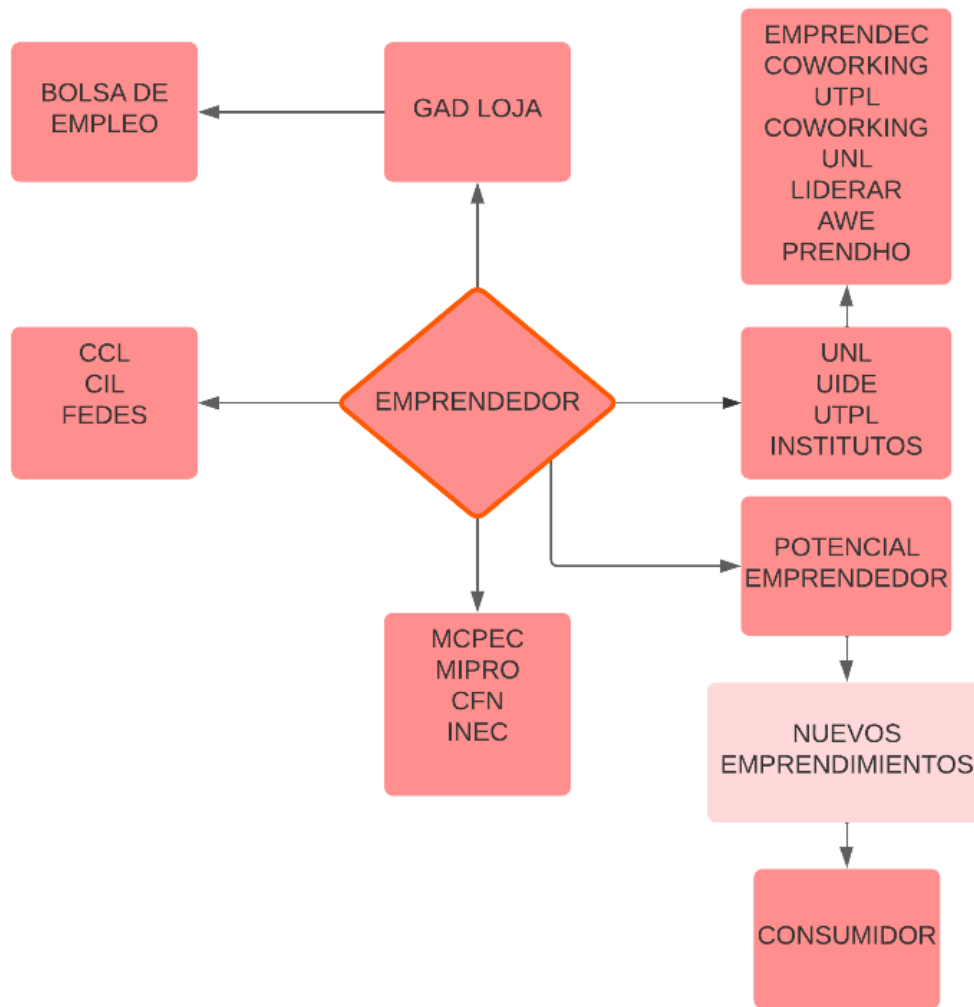 BOLSA DE
EMPLEO
GAD LOJA
EMPRENDEC
COWORKING
UTPL
COWORKING
UNL
LIDERAR
AWE
PRENDHO
CCL
CIL
FEDES
EMPRENDEDOR
UNL
UIDE
UTPL
INSTITUTOS
POTENCIAL
EMPRENDEDOR
MCPEC
MIPRO
CFN
INEC
NUEVOS
EMPRENDIMIENTOS
CONSUMIDOR